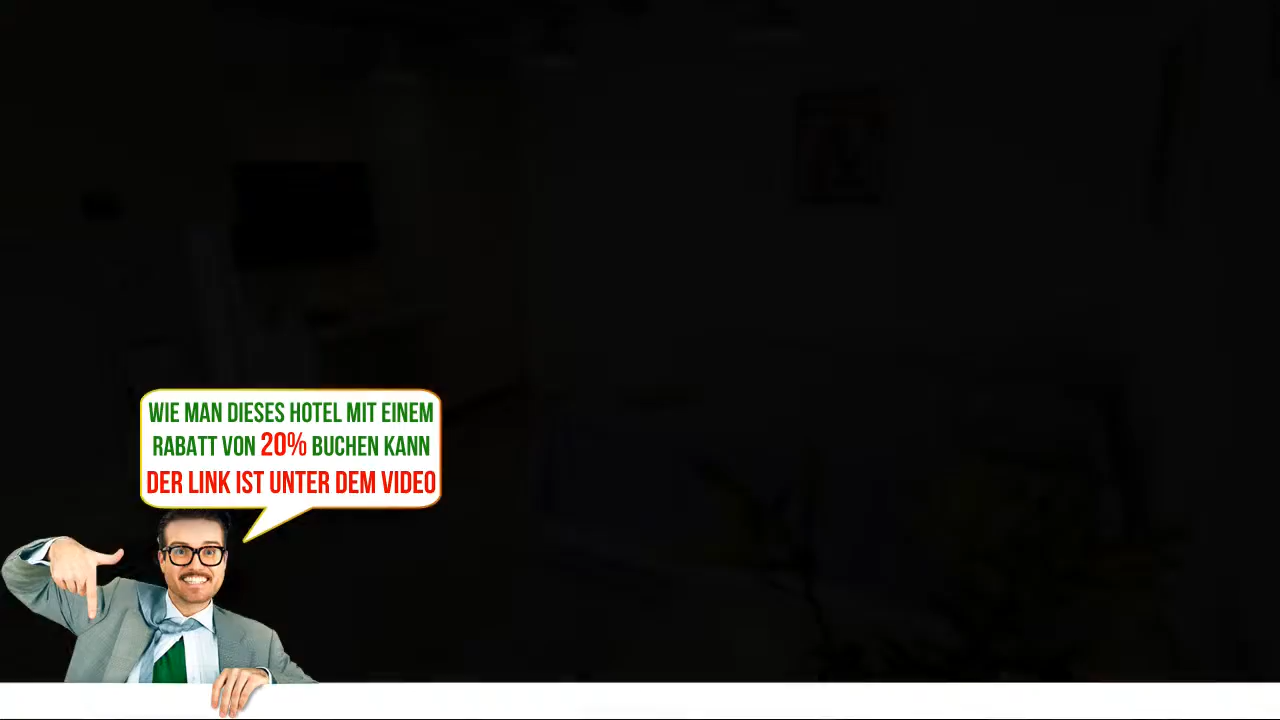 WIE MAN DIESES HOTEL MIT EINEM
RABATT VON 20% BUCHEN KANN
DER LINK IST UNTER DEM VIDEO